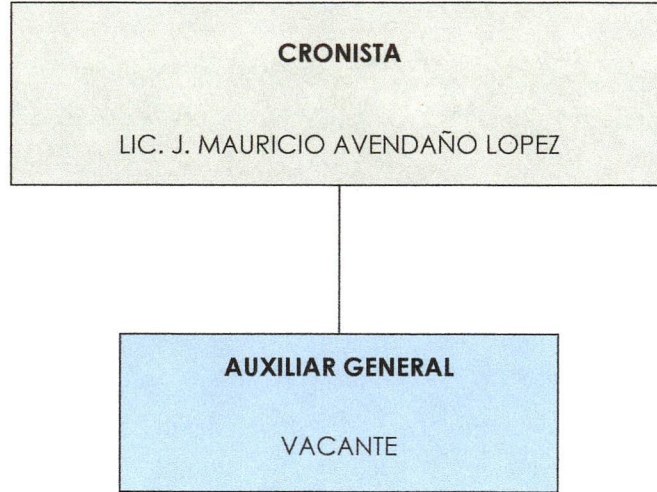 CRONISTA
LIC. J. MAURICIO AVENDAÑO LOPEZ
AUXILIAR GENERAL
VACANTE